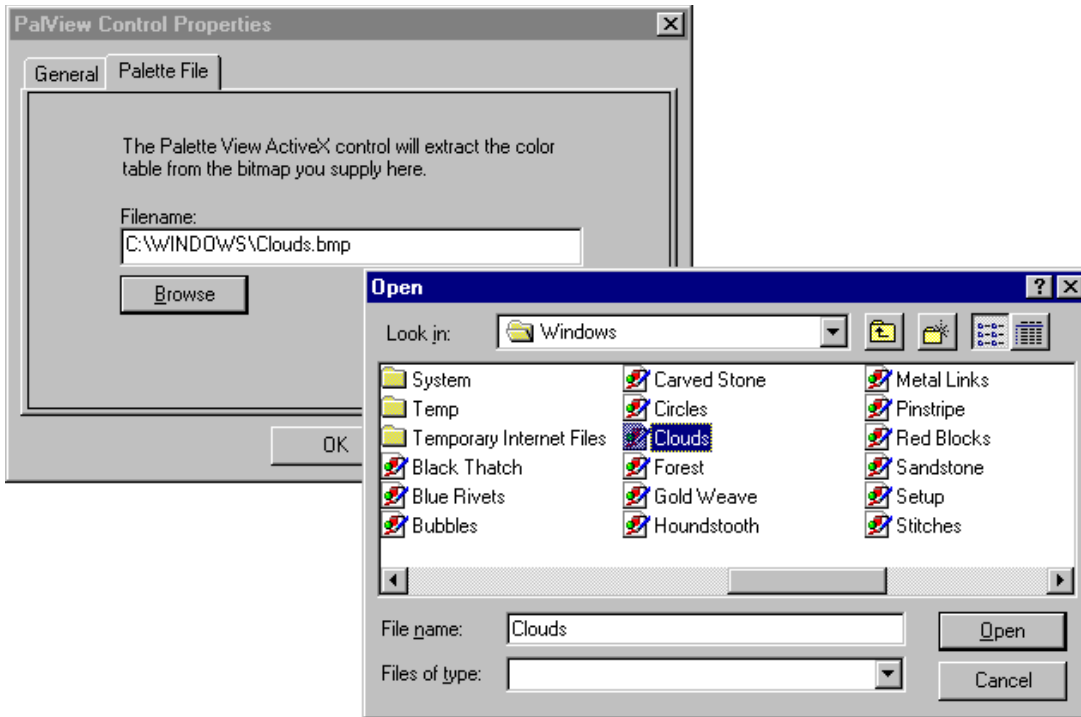 PalView Control Properties
General Palette File
The Palette View ActiveX control will extract the color
table from the bitmap you supply here.
Filename:
C:\WINDOWS\Clouds.bmp
Browse
OK
Open
Look in: Windows
System
Temp
Temporary Internet Files
Black Thatch
Blue Rivets
Bubbles
Carved Stone
Circles
Clouds
Forest
Gold Weave
Houndstooth
Metal Links
Pinstripe
Red Blocks
Sandstone
Setup
Stitches
File name: Clouds
Open
Files of type:
Cancel